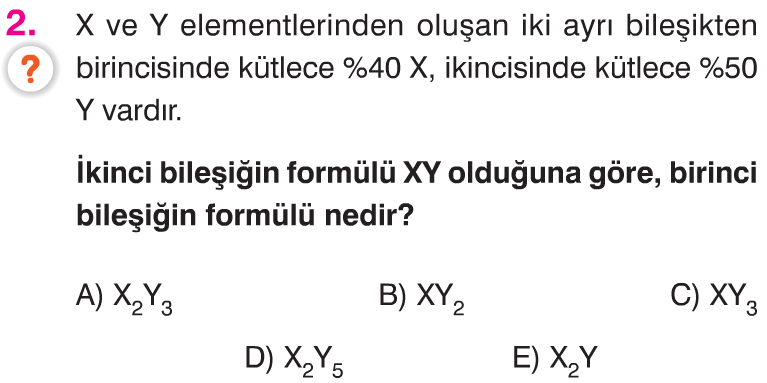 2. X ve Y elementlerinden oluşan iki ayrı bileşikten
? birincisinde kütlece %40 X, ikincisinde kütlece %50
Y vardır.
İkinci bileşiğin formülü XY olduğuna göre, birinci
bileşiğin formülü nedir?
A) X₂Y₃ B) XY₂ C) XY₃
D) X₂Y₅ E) X₂Y